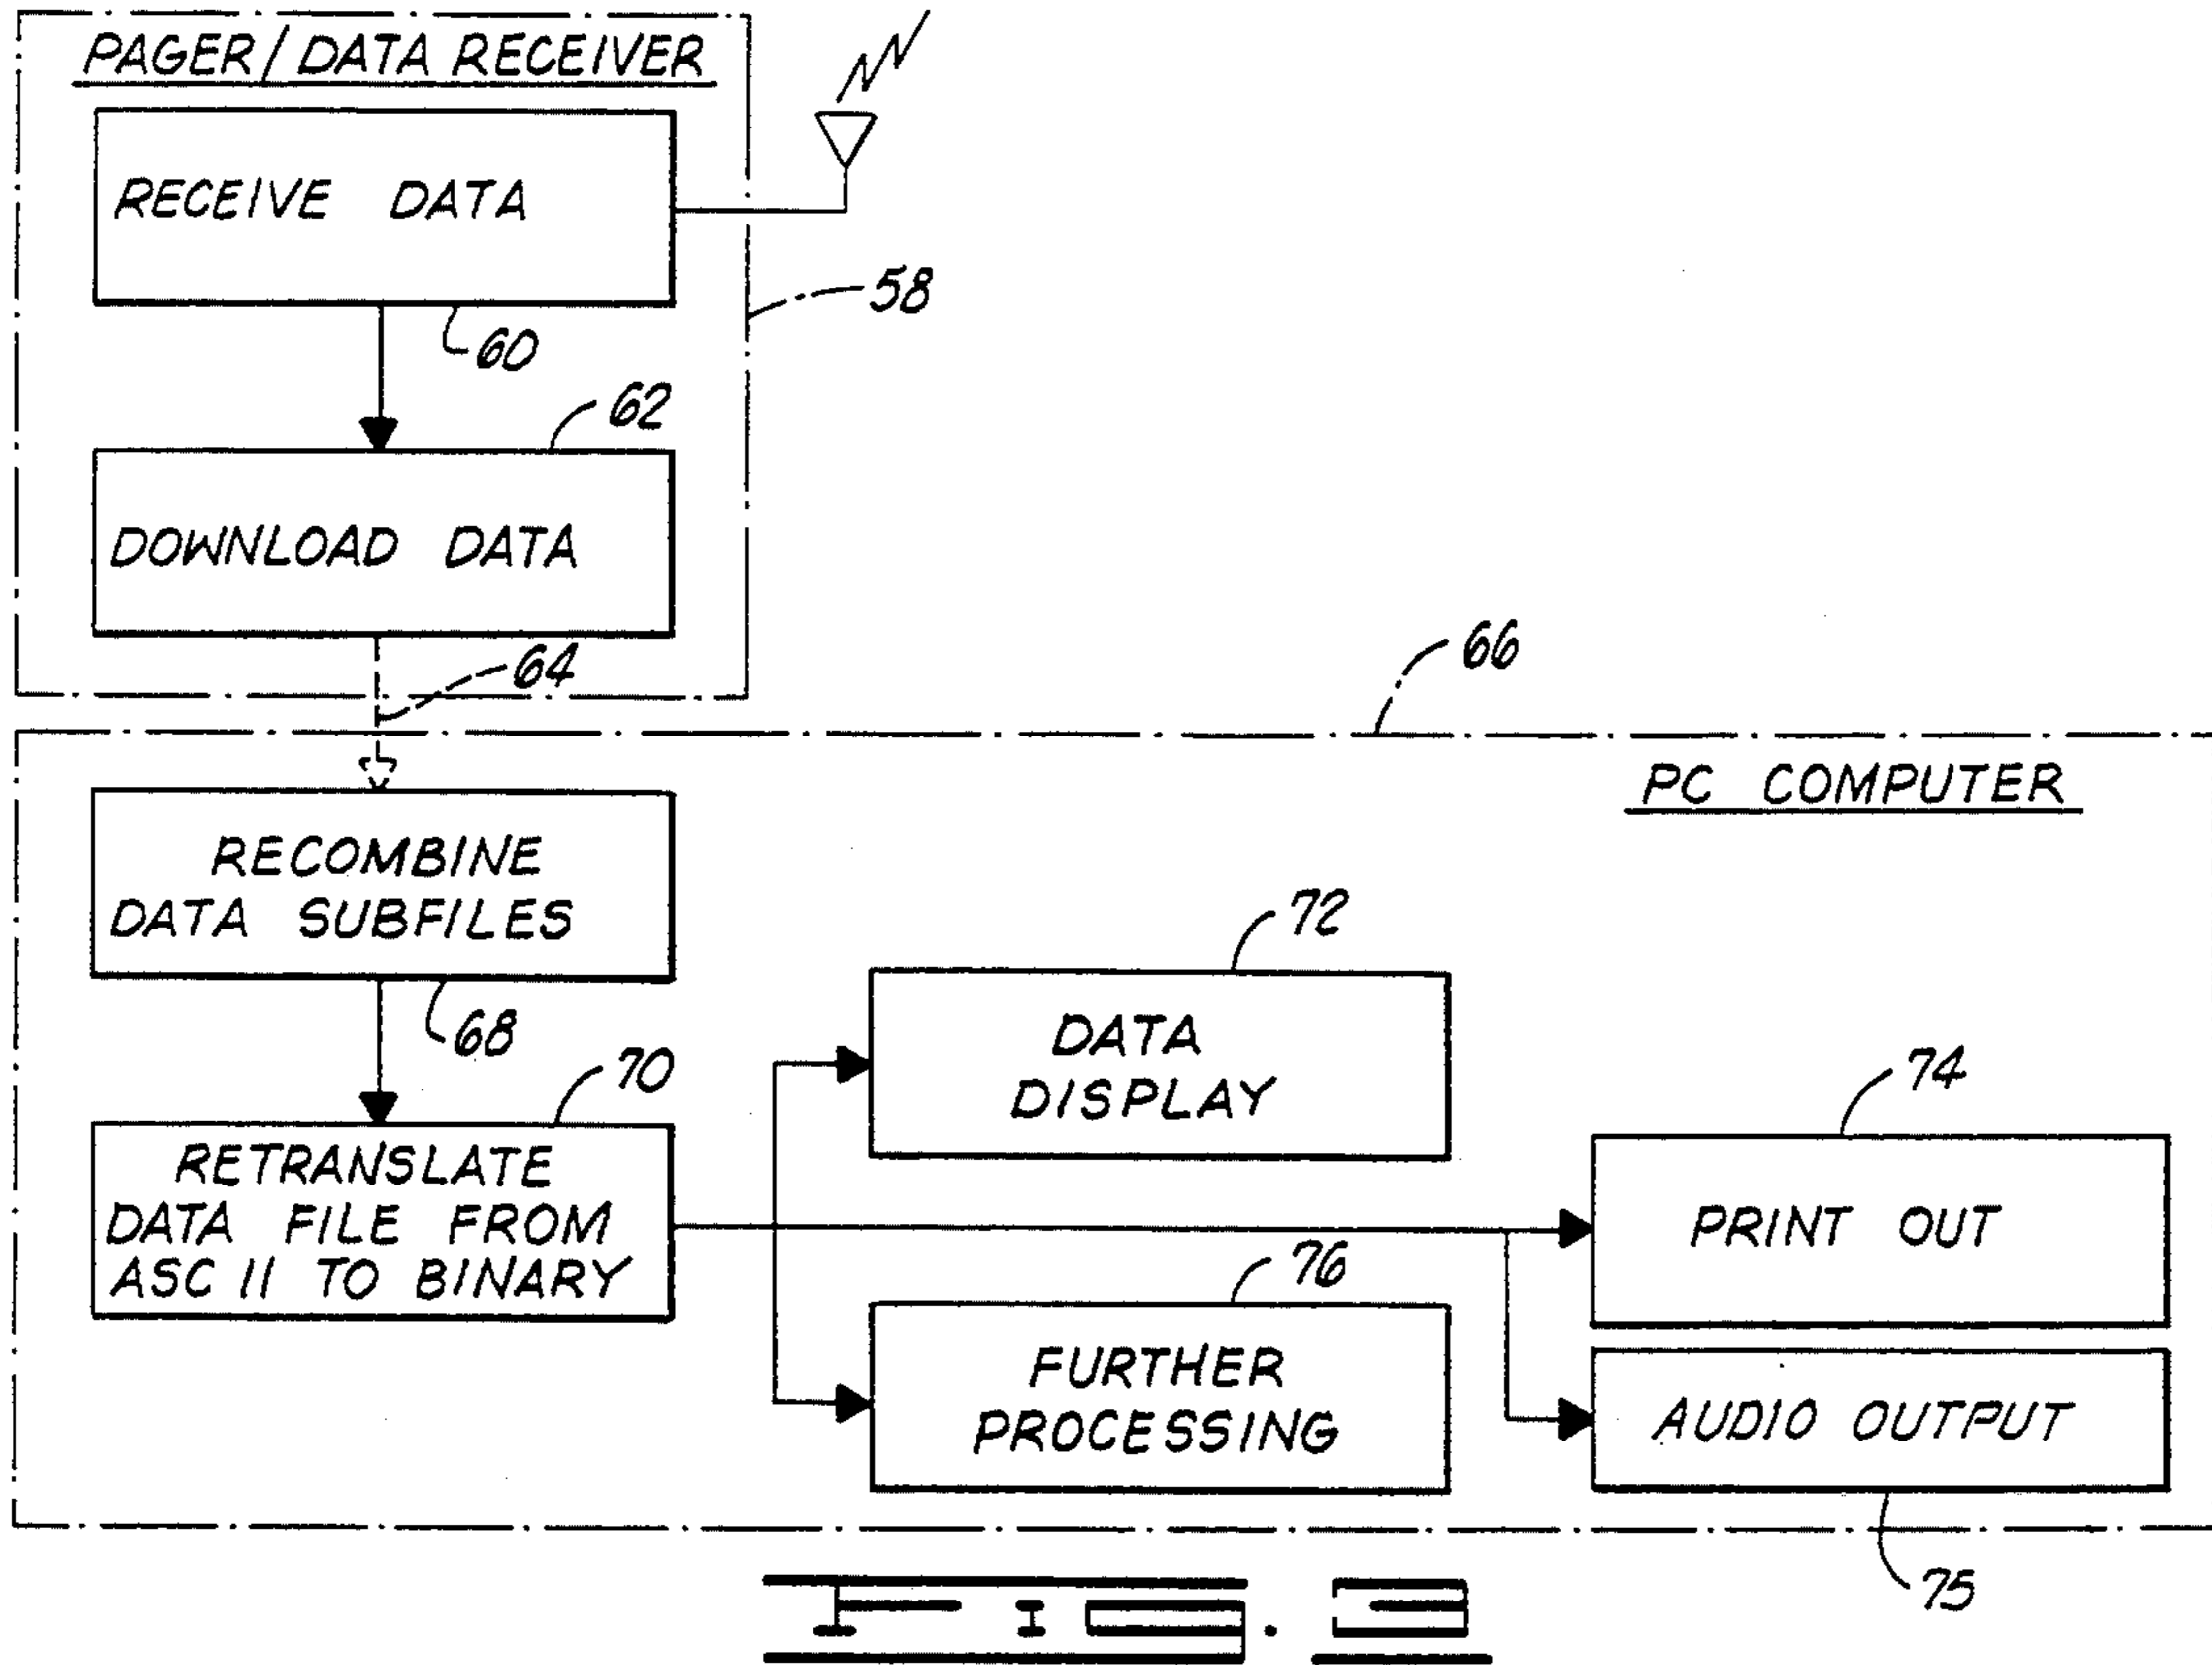 PAGER/DATA RECEIVER
RECEIVE DATA
58
60
62
DOWNLOAD DATA
64
66
PC COMPUTER
RECOMBINE
DATA SUBFILES
68
72
DATA
DISPLAY
70
74
RETRANSLATE
DATA FILE FROM
ASC II TO BINARY
PRINT OUT
76
FURTHER
PROCESSING
AUDIO OUTPUT
75